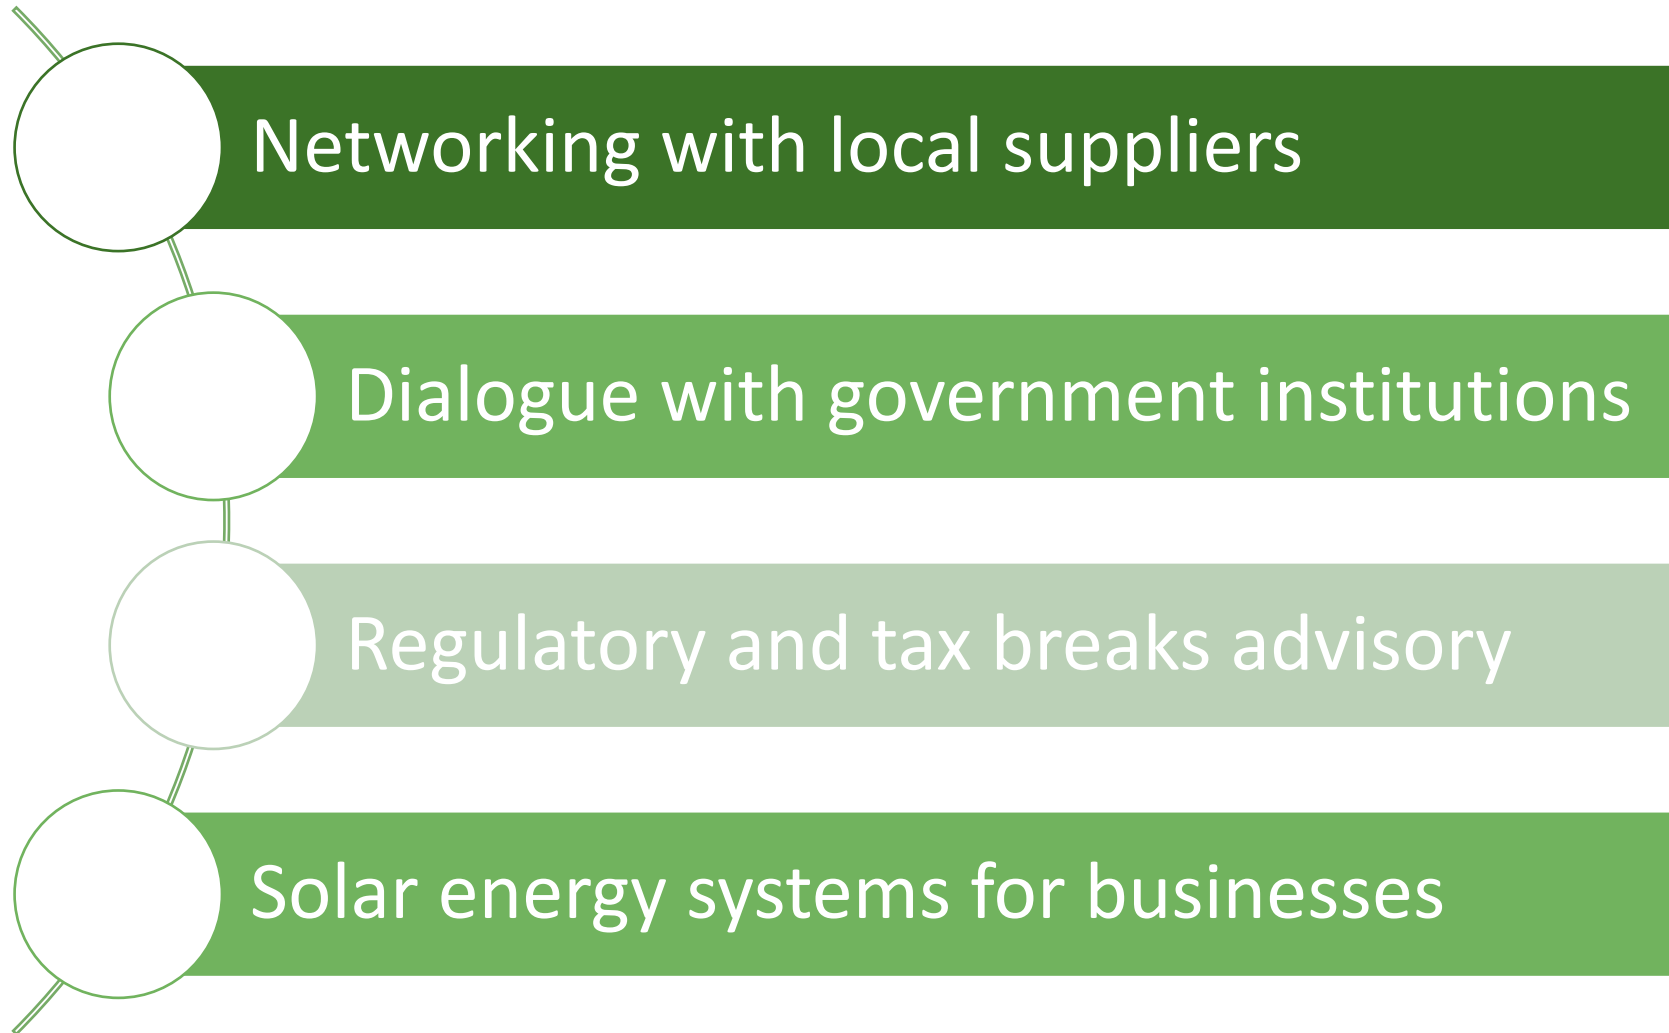 Networking with local suppliers
Dialogue with government institutions
Regulatory and tax breaks advisory
Solar energy systems for businesses